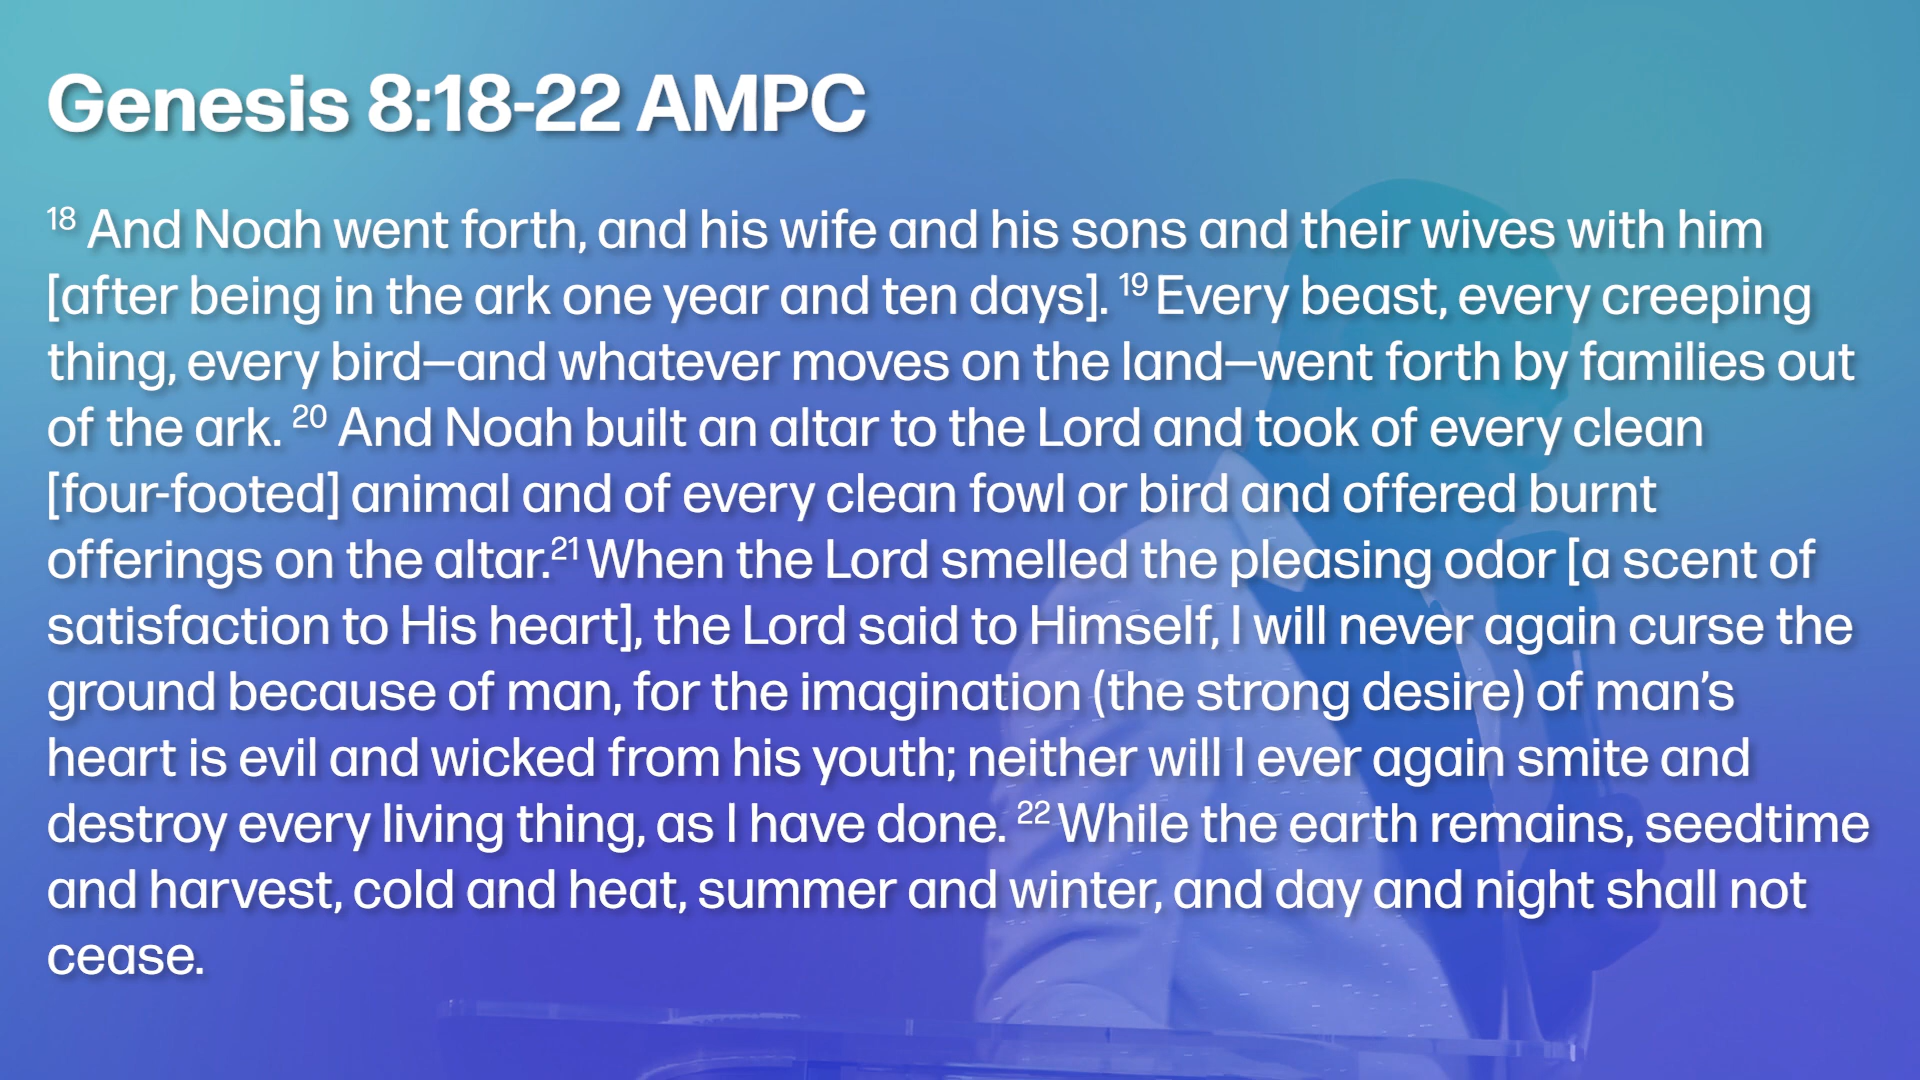 Genesis 8:18-22 AMPC
18 And Noah went forth, and his wife and his sons and their wives with him
[after being in the ark one year and ten days]. 19 Every beast, every creeping
thing, every bird—and whatever moves on the land—went forth by families out
of the ark. 20 And Noah built an altar to the Lord and took of every clean
[four-footed] animal and of every clean fowl or bird and offered burnt
offerings on the altar.21 When the Lord smelled the pleasing odor [a scent of
satisfaction to His heart], the Lord said to Himself, I will never again curse the
ground because of man, for the imagination (the strong desire) of man’s
heart is evil and wicked from his youth; neither will I ever again smite and
destroy every living thing, as I have done. 22 While the earth remains, seedtime
and harvest, cold and heat, summer and winter, and day and night shall not
cease.